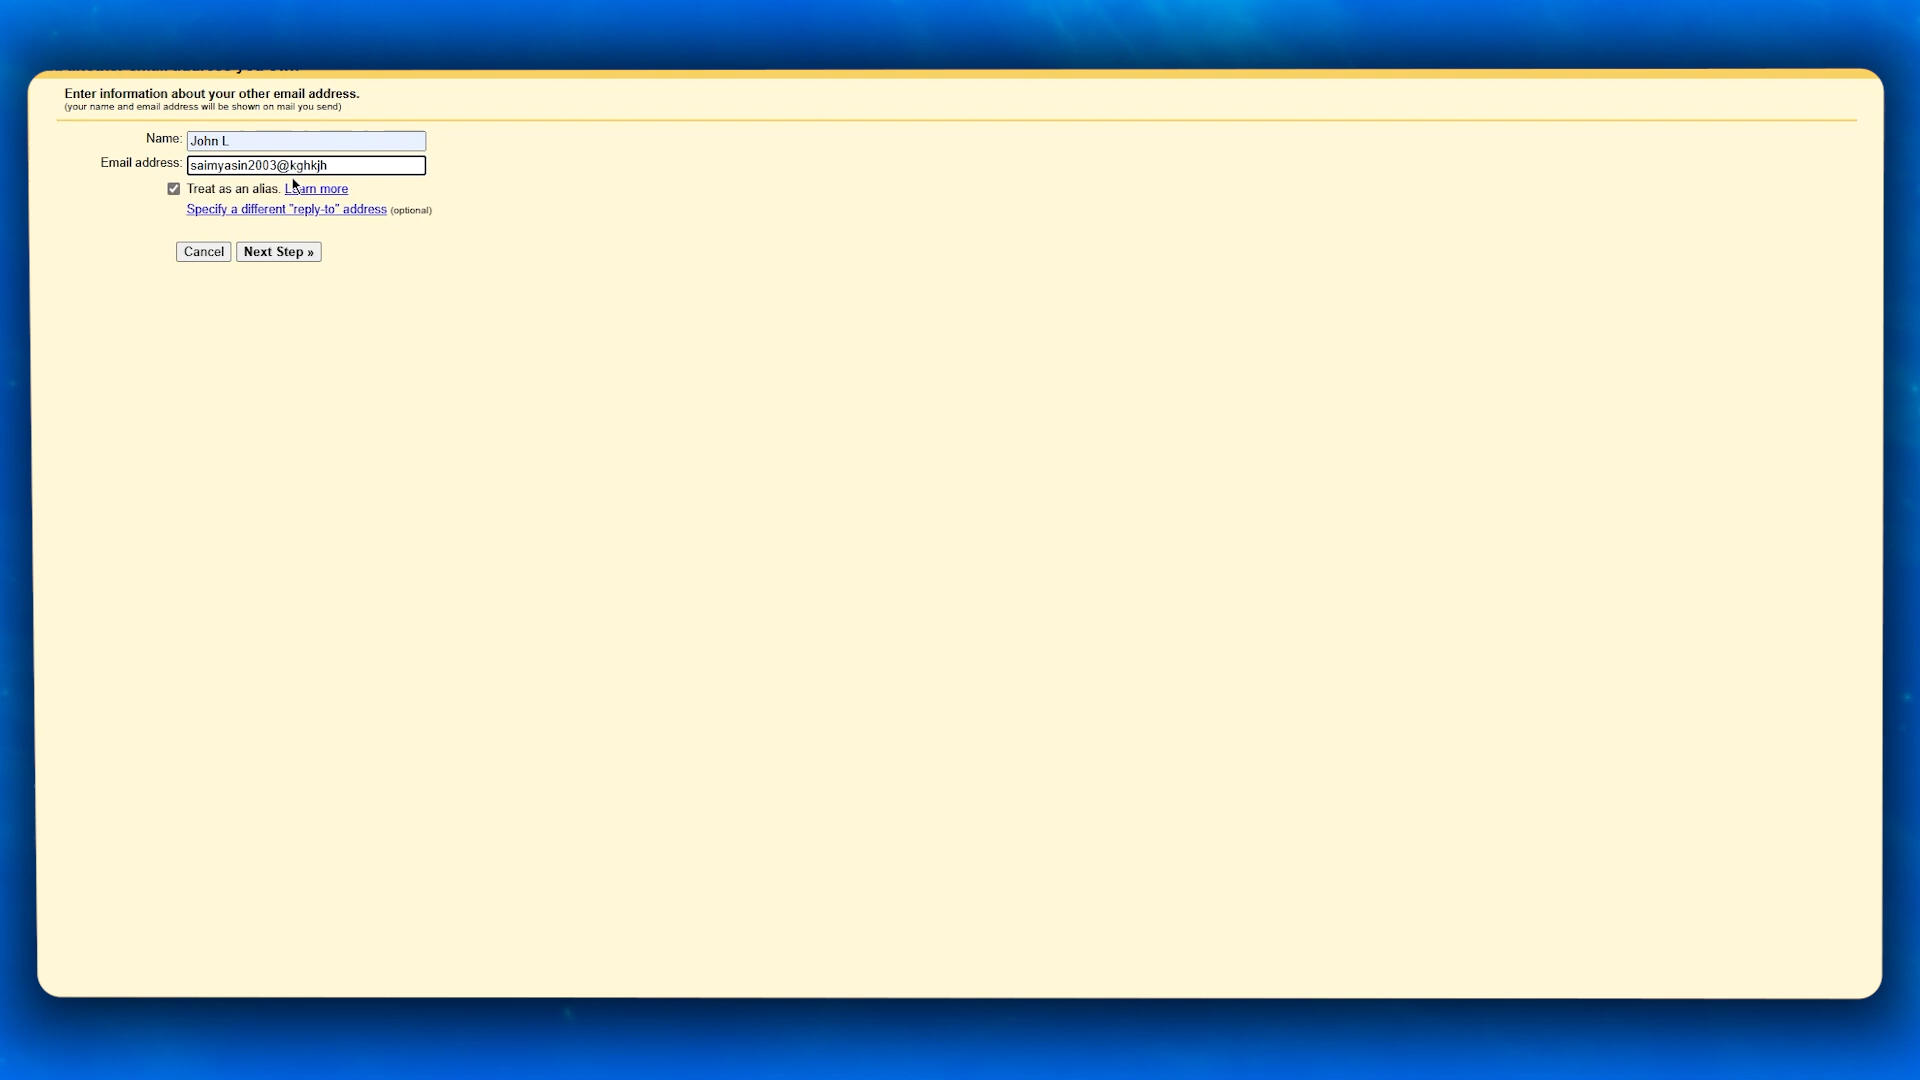 Enter information about your other email address.
(your name and email address will be shown on mail you send)
Name: John L
Email address: saimyasin2003@kghkjh
Treat as an alias. Learn more
Specify a different "reply-to" address (optional)
Cancel Next Step »